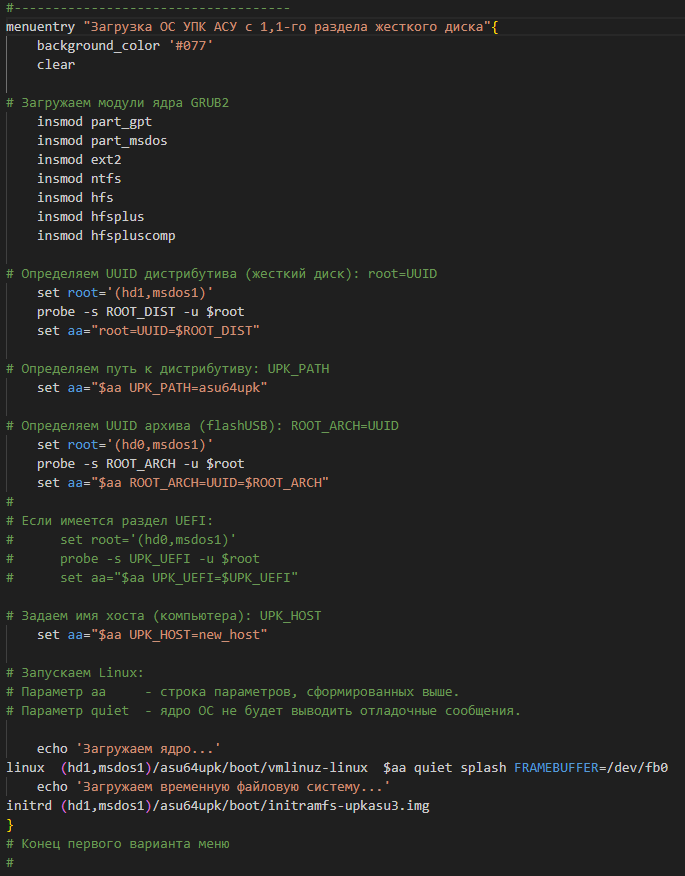 #------------------------------------
menuentry "Загрузка ОС УПК АСУ с 1,1-го раздела жесткого диска"{
    background_color '#077'
    clear

# Загружаем модули ядра GRUB2
    insmod part_gpt
    insmod part_msdos
    insmod ext2
    insmod ntfs
    insmod hfs
    insmod hfsplus
    insmod hfspluscomp

# Определяем UUID дистрибутива (жесткий диск): root=UUID
    set root='(hd1,msdos1)'
    probe -s ROOT_DIST -u $root
    set aa="root=UUID=$ROOT_DIST"

# Определяем путь к дистрибутиву: UPK_PATH
    set aa="$aa UPK_PATH=asu64upk"

# Определяем UUID архива (flashUSB): ROOT_ARCH=UUID
    set root='(hd0,msdos1)'
    probe -s ROOT_ARCH -u $root
    set aa="$aa ROOT_ARCH=UUID=$ROOT_ARCH"
#
# Если имеется раздел UEFI:
#      set root='(hd0,msdos1)'
#      probe -s UPK_UEFI -u $root
#      set aa="$aa UPK_UEFI=$UPK_UEFI"

# Задаем имя хоста (компьютера): UPK_HOST
    set aa="$aa UPK_HOST=new_host"

# Запускаем Linux:
# Параметр aa     - строка параметров, сформированных выше.
# Параметр quiet  - ядро ОС не будет выводить отладочные сообщения.

    echo 'Загружаем ядро...'
linux  (hd1,msdos1)/asu64upk/boot/vmlinuz-linux  $aa quiet splash FRAMEBUFFER=/dev/fb0
    echo 'Загружаем временную файловую систему...'
initrd (hd1,msdos1)/asu64upk/boot/initramfs-upkasu3.img
}
# Конец первого варианта меню
#